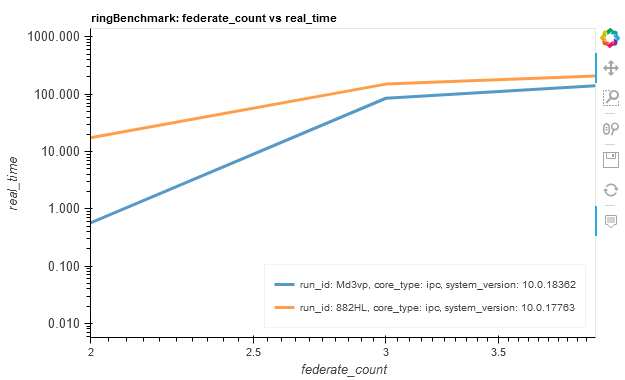 ringBenchmark: federate_count vs real_time
1000.000
100.000
10.000
1.000
0.100
0.010
real_time
run_id: Md3vp, core_type: ipc, system_version: 10.0.18362
run_id: 882HL, core_type: ipc, system_version: 10.0.17763
2
2.5
3
3.5
federate_count